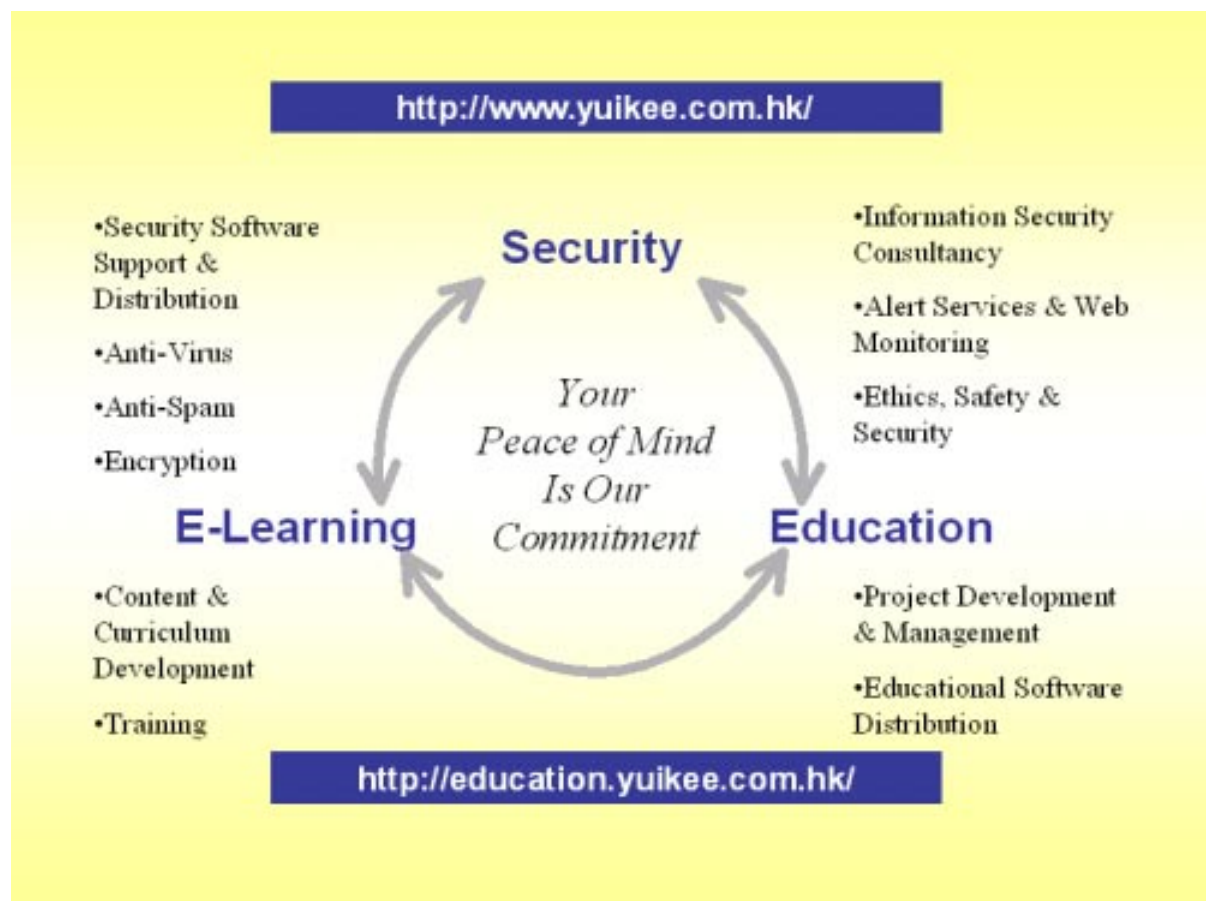 http://www.yuikee.com.hk/
•Security Software
Support &
Distribution
•Anti-Virus
•Anti-Spam
•Encryption
Security
•Information Security
Consultancy
•Alert Services & Web
Monitoring
•Ethics, Safety &
Security
Your
Peace of Mind
Is Our
Commitment
E-Learning
Education
•Content &
Curriculum
Development
•Training
•Project Development
& Management
•Educational Software
Distribution
http://education.yuikee.com.hk/